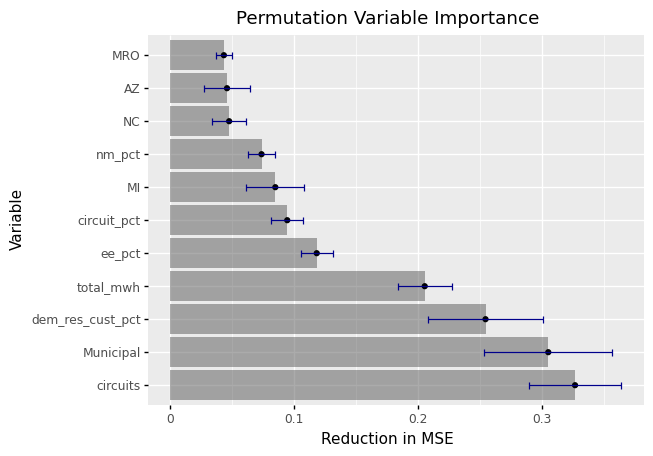 Permutation Variable Importance
Variable
MRO
AZ
NC
nm_pct
MI
circuit_pct
ee_pct
total_mwh
dem_res_cust_pct
Municipal
circuits
0 0.1 0.2 0.3
Reduction in MSE